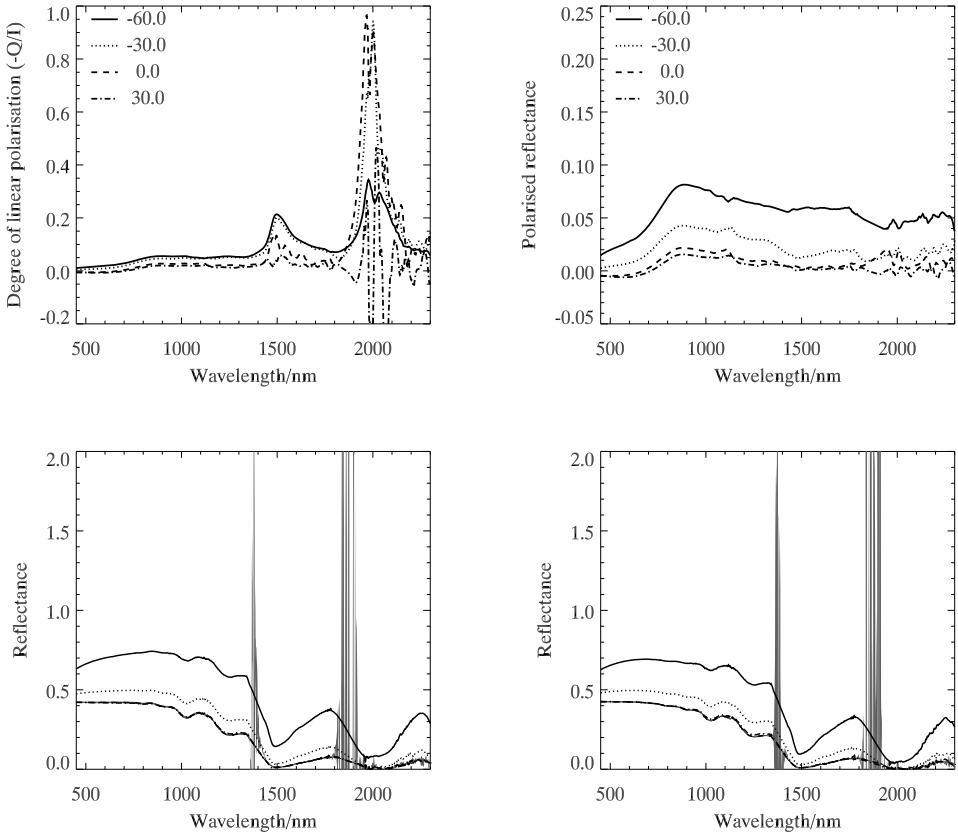 1.0
0.8
0.6
0.4
0.2
0.0
-0.2
Degree of linear polarisation (-Q/I)
-60.0
-30.0
0.0
30.0
500 1000 1500 2000
Wavelength/nm
0.25
0.20
0.15
0.10
0.05
0.00
-0.05
Polarised reflectance
-60.0
-30.0
0.0
30.0
500 1000 1500 2000
Wavelength/nm
2.0
1.5
1.0
0.5
0.0
Reflectance
500 1000 1500 2000
Wavelength/nm
2.0
1.5
1.0
0.5
0.0
Reflectance
500 1000 1500 2000
Wavelength/nm